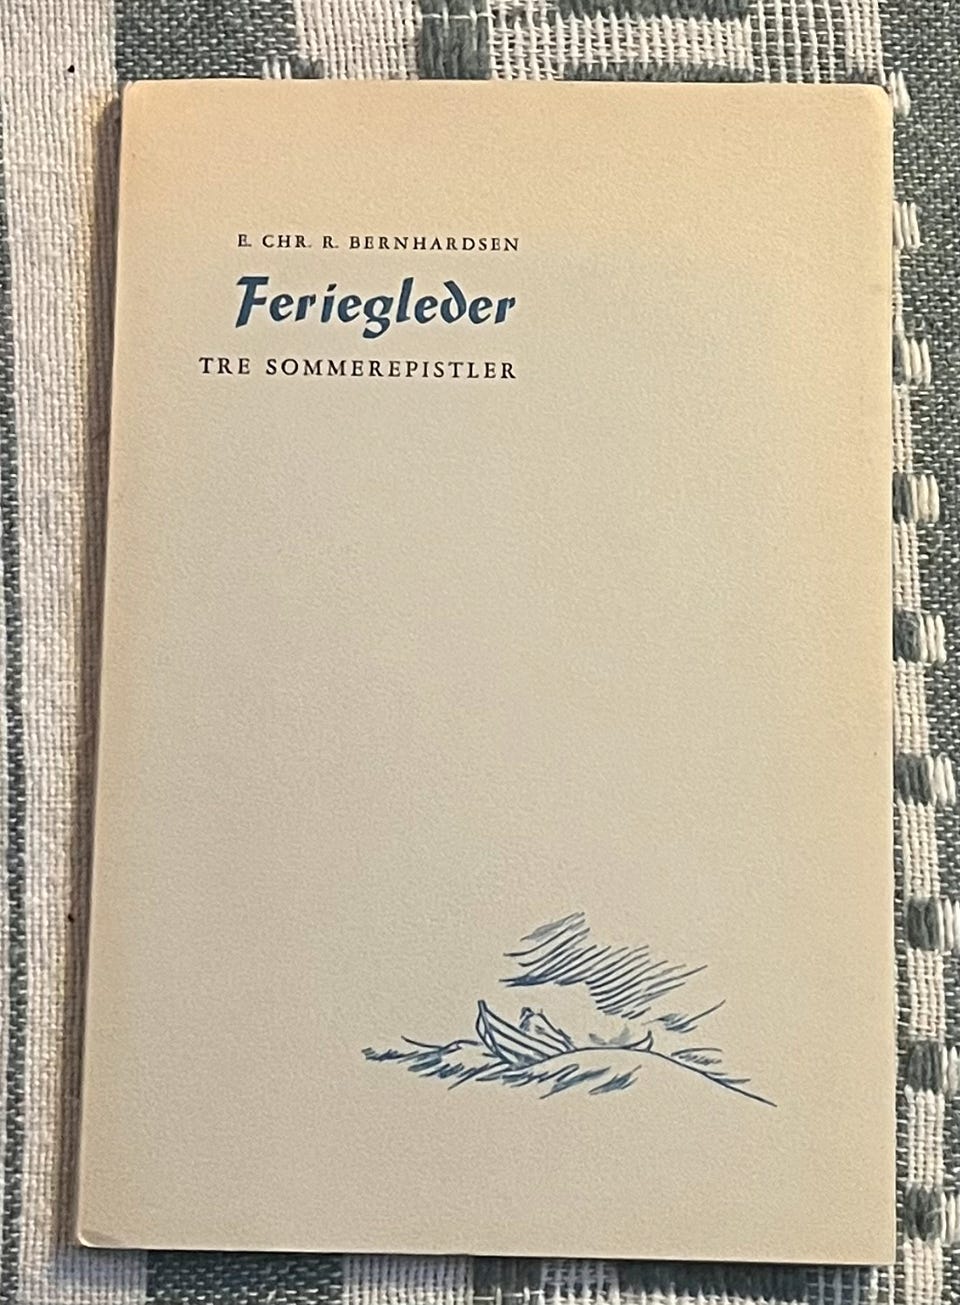 E. CHR. R. BERNHARDSEN
Feriegleder
TRE SOMMEREPISTLER